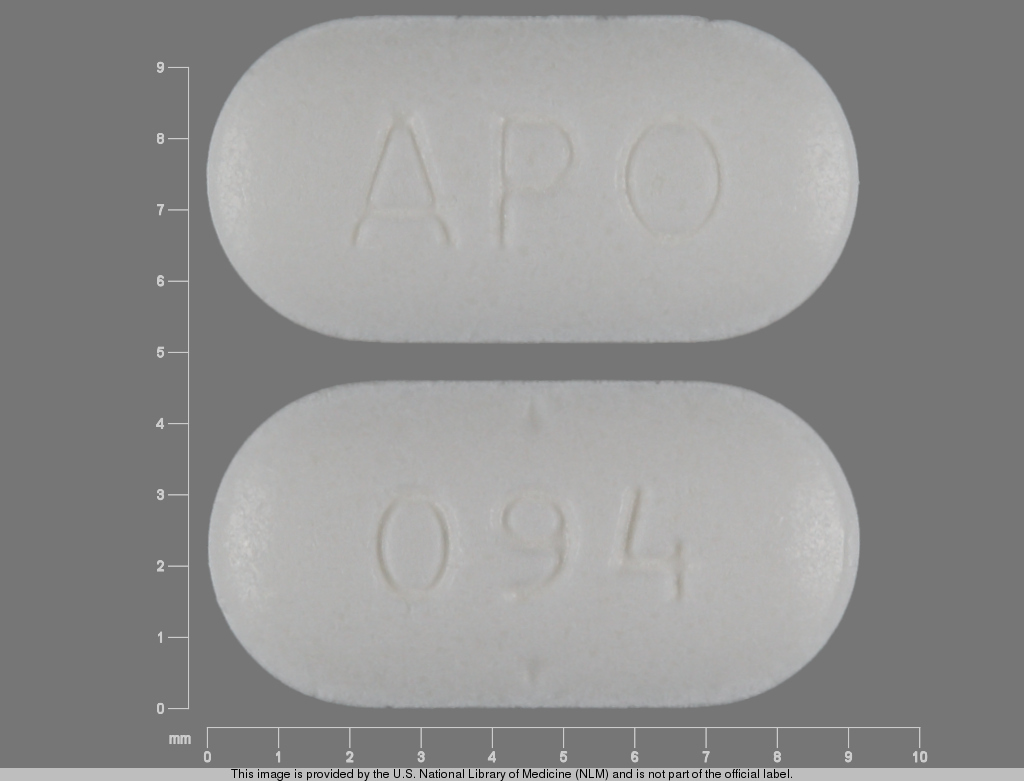 9
8
APO
7
6
5
4
3
094
2
1
0
mm
0 1 2 3 4 5 6 7 8 9 10
This image is provided by the U.S. National Library of Medicine (NLM) and is not part of the official label.